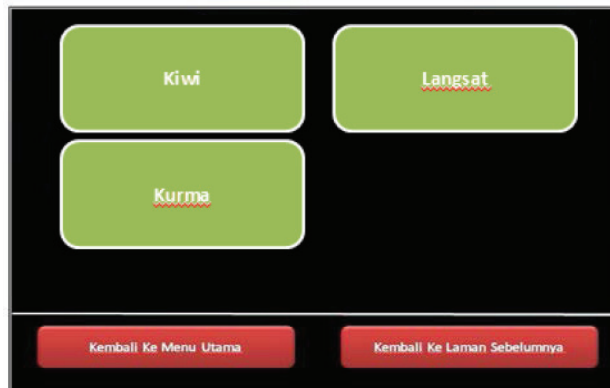 Kiwi
Langsat
Kurma
Kembali Ke Menu Utama
Kembali Ke Laman Sebelumnya